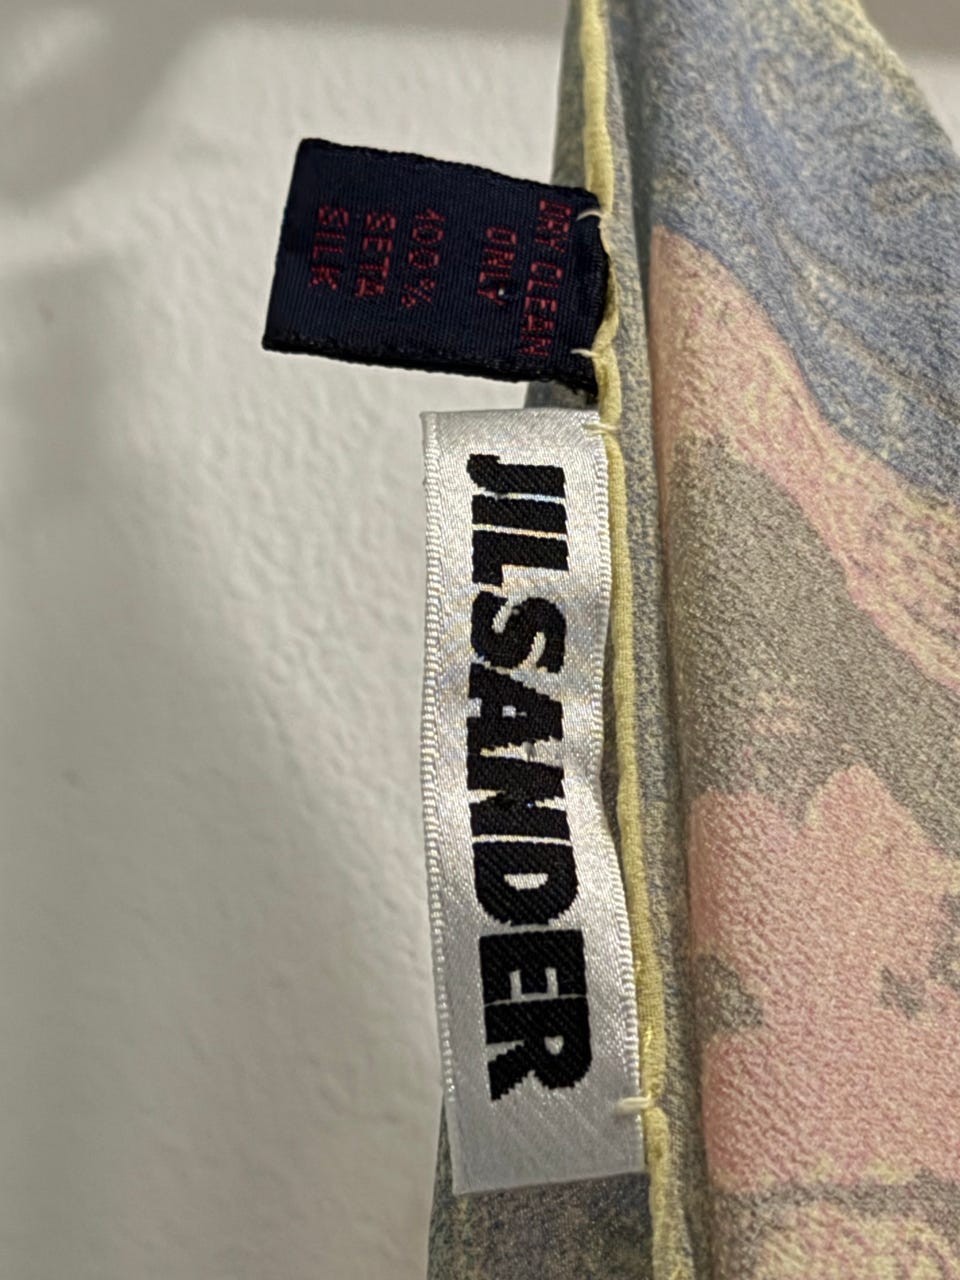 DRY CLEAN
ONLY
100%
SETA
SILK
JILSANDER